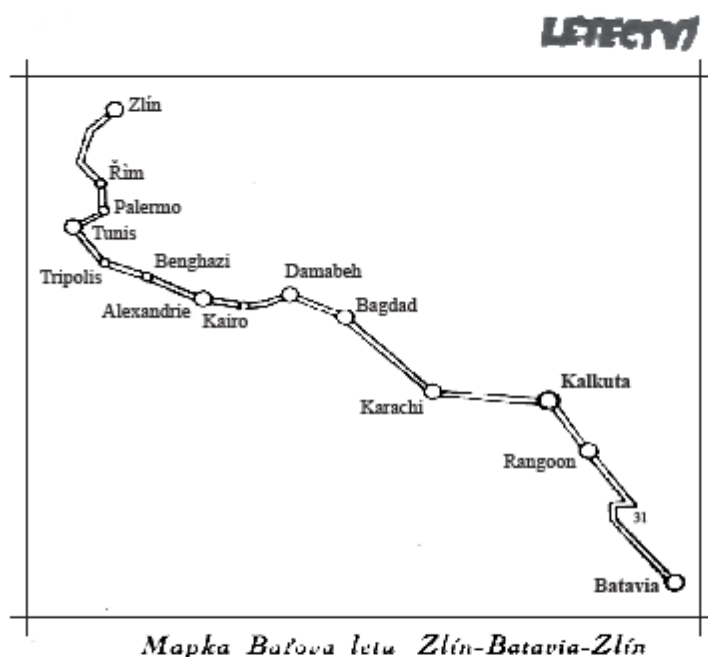 LETECTVÍ
Zlín
Řím
Palermo
Tunis
Tripolis
Benghazi
Alexandrie
Kairo
Damabeh
Bagdad
Karachi
Kalkuta
Rangoon
31
Batavia
Mapka Baťova letu Zlín-Batavia-Zlín